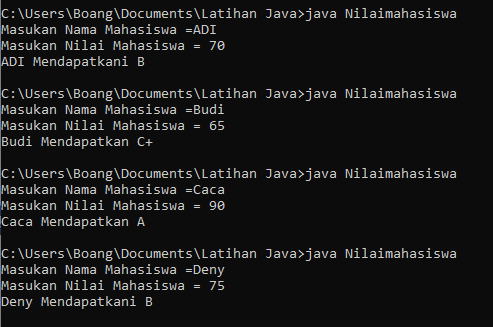 C:\Users\Boang\Documents\Latihan Java>java Nilaimahasiswa
Masukan Nama Mahasiswa =ADI
Masukan Nilai Mahasiswa = 70
ADI Mendapatkani B
C:\Users\Boang\Documents\Latihan Java>java Nilaimahasiswa
Masukan Nama Mahasiswa =Budi
Masukan Nilai Mahasiswa = 65
Budi Mendapatkan C+
C:\Users\Boang\Documents\Latihan Java>java Nilaimahasiswa
Masukan Nama Mahasiswa =Caca
Masukan Nilai Mahasiswa = 90
Caca Mendapatkan A
C:\Users\Boang\Documents\Latihan Java>java Nilaimahasiswa
Masukan Nama Mahasiswa =Deny
Masukan Nilai Mahasiswa = 75
Deny Mendapatkani B